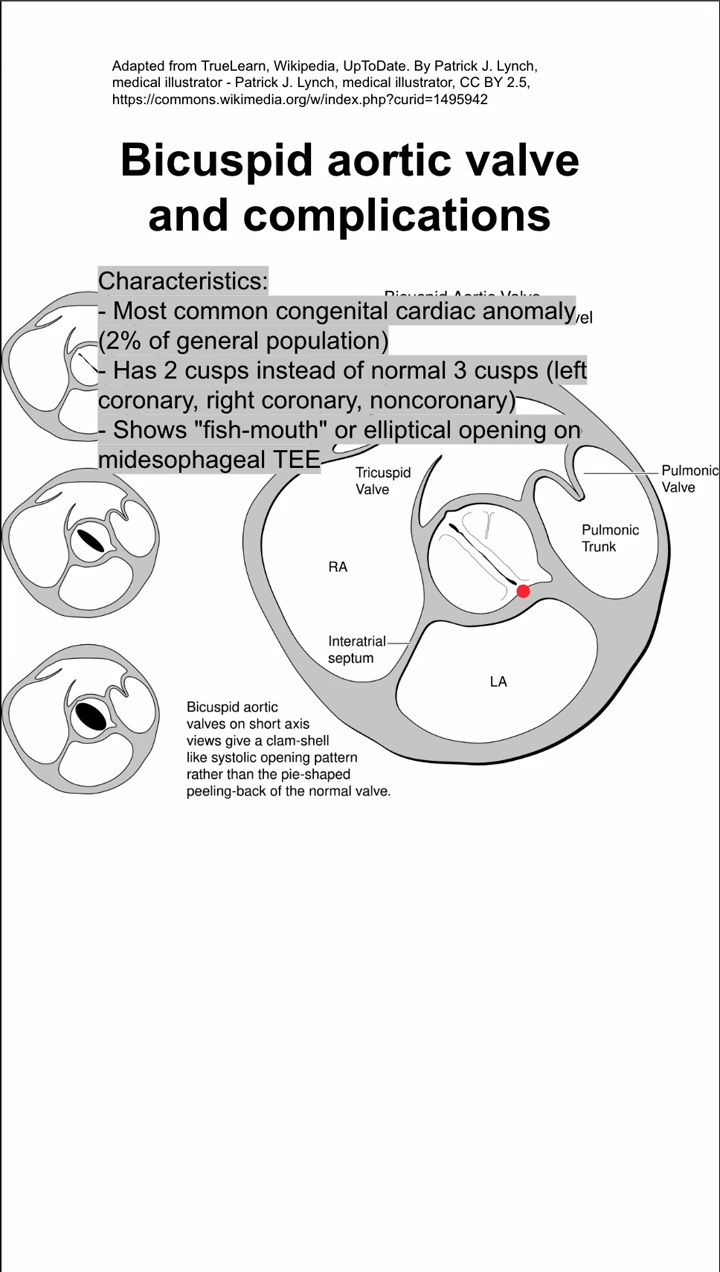 Adapted from TrueLearn, Wikipedia, UpToDate. By Patrick J. Lynch,
medical illustrator - Patrick J. Lynch, medical illustrator, CC BY 2.5,
https://commons.wikimedia.org/w/index.php?curid=1495942
Bicuspid aortic valve
and complications
Characteristics:
- Most common congenital cardiac anomaly
(2% of general population)
- Has 2 cusps instead of normal 3 cusps (left
coronary, right coronary, noncoronary)
- Shows "fish-mouth" or elliptical opening on
midesophageal TEE
Bicuspid Aortic Valve
Tricuspid
Valve
Pulmonic
Valve
Pulmonic
Trunk
RA
Interatrial
septum
LA
Bicuspid aortic
valves on short axis
views give a clam-shell
like systolic opening pattern
rather than the pie-shaped
peeling-back of the normal valve.